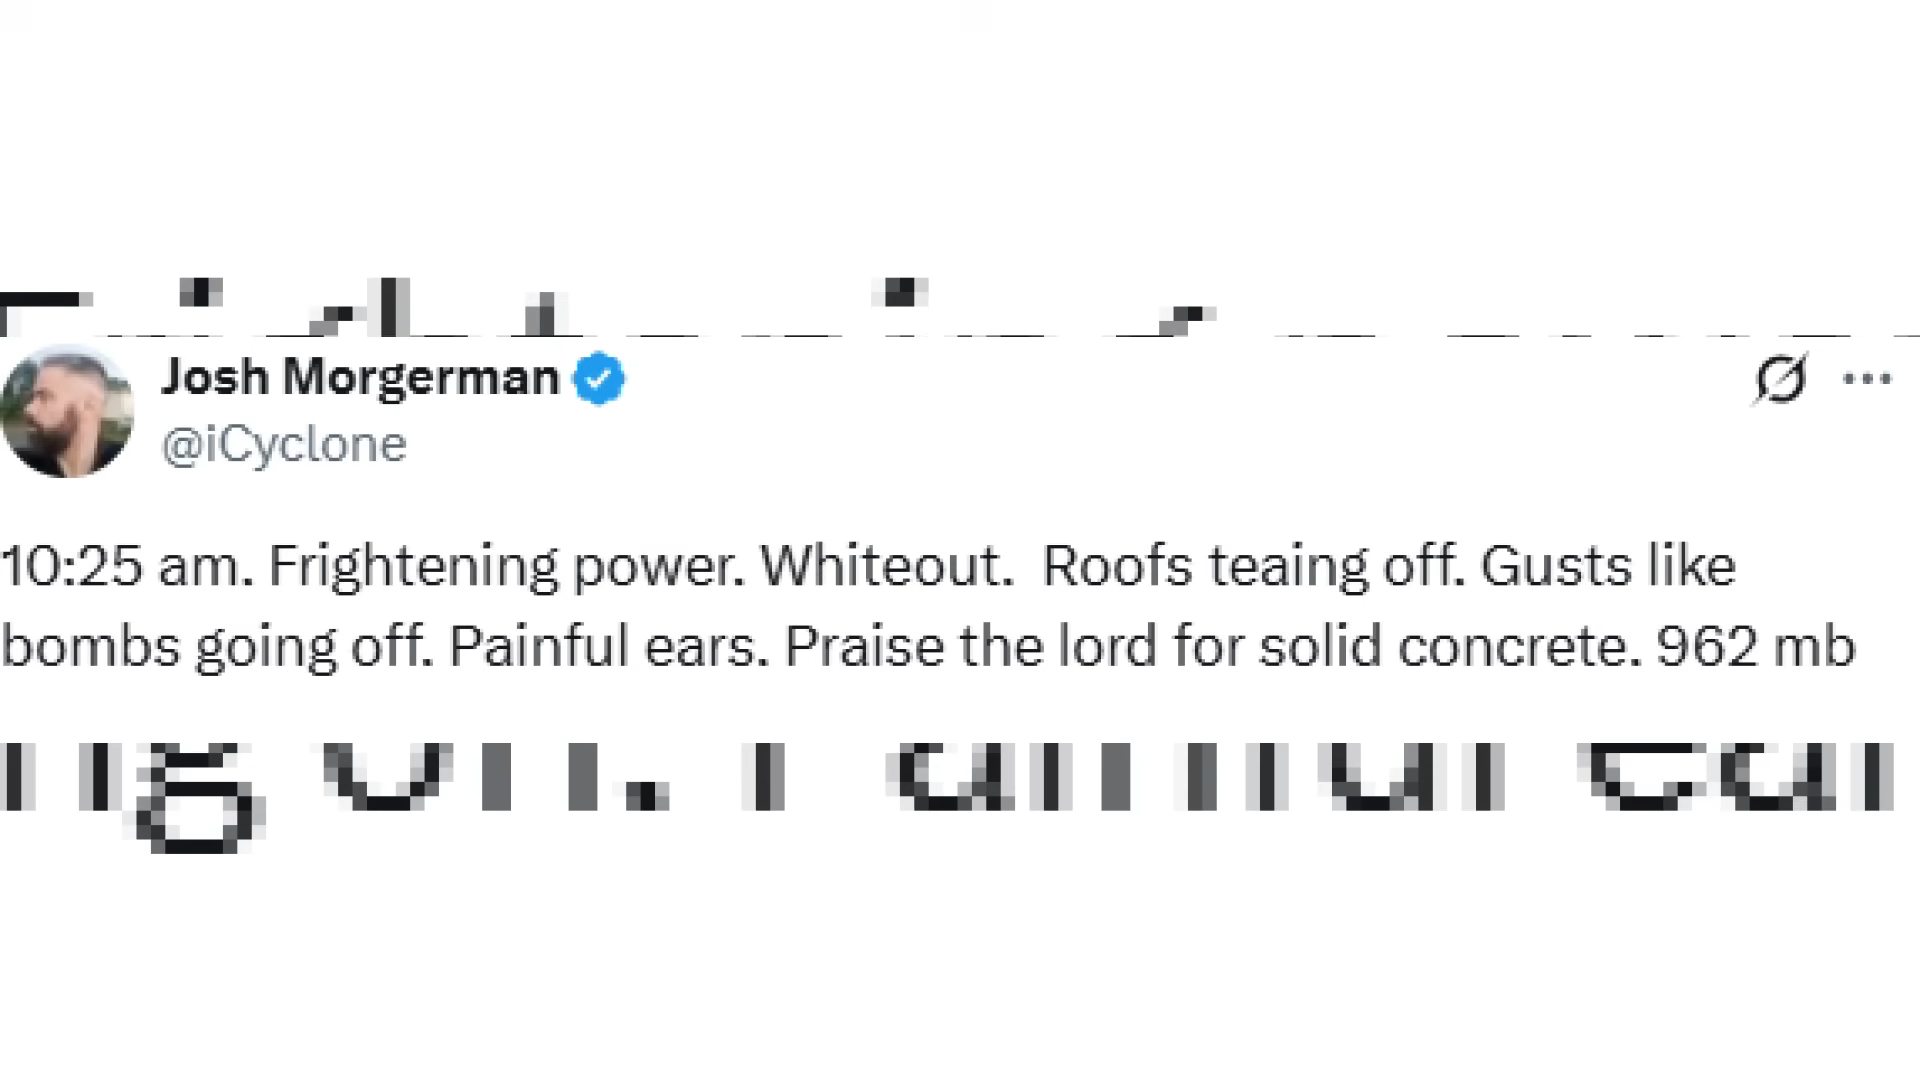 Josh Morgerman
@iCyclone
10:25 am. Frightening power. Whiteout.  Roofs teaing off. Gusts like
bombs going off. Painful ears. Praise the lord for solid concrete. 962 mb